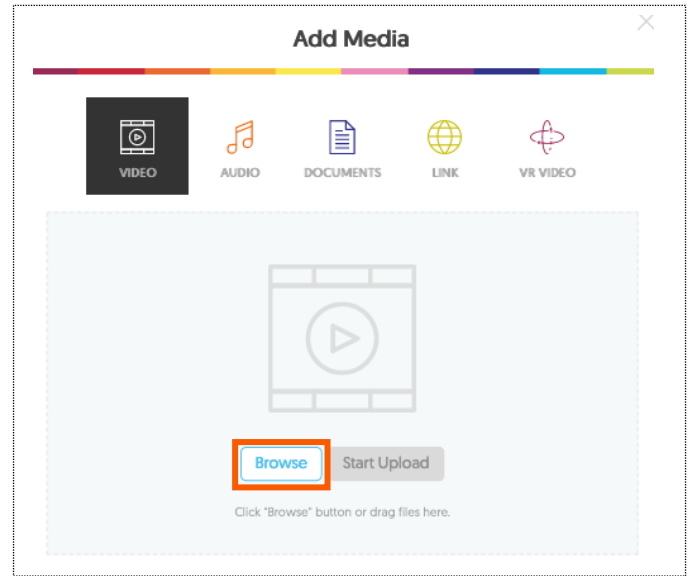 Add Media
VIDEO AUDIO DOCUMENTS LINK VR VIDEO
Browse Start Upload
Click "Browse" button or drag files here.